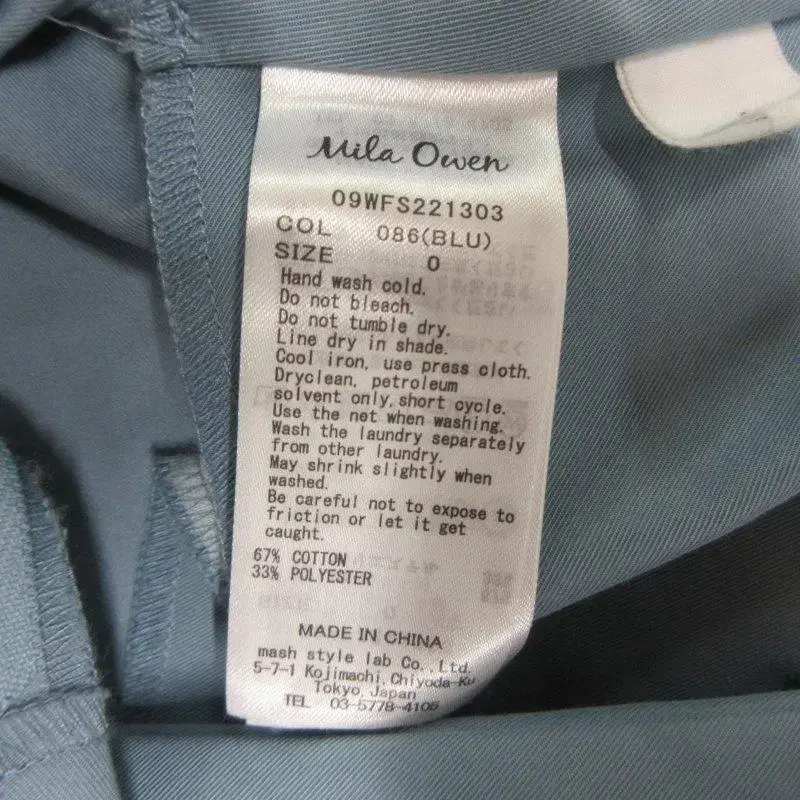 Mila Owen
09WFS221303
COL 086(BLU)
SIZE 0
Hand wash cold.
Do not bleach.
Do not tumble dry.
Line dry in shade.
Cool iron, use press cloth.
Dryclean, petroleum
solvent only,short cycle.
Use the net when washing.
Wash the laundry separately
from other laundry.
May shrink slightly when
washed.
Be careful not to expose to
friction or let it get
caught.
67% COTTON
33% POLYESTER
MADE IN CHINA
mash style lab Co.,Ltd.
5-7-1 Kojimachi,Chiyoda-Ku
Tokyo,Japan
TEL 03-5778-4106